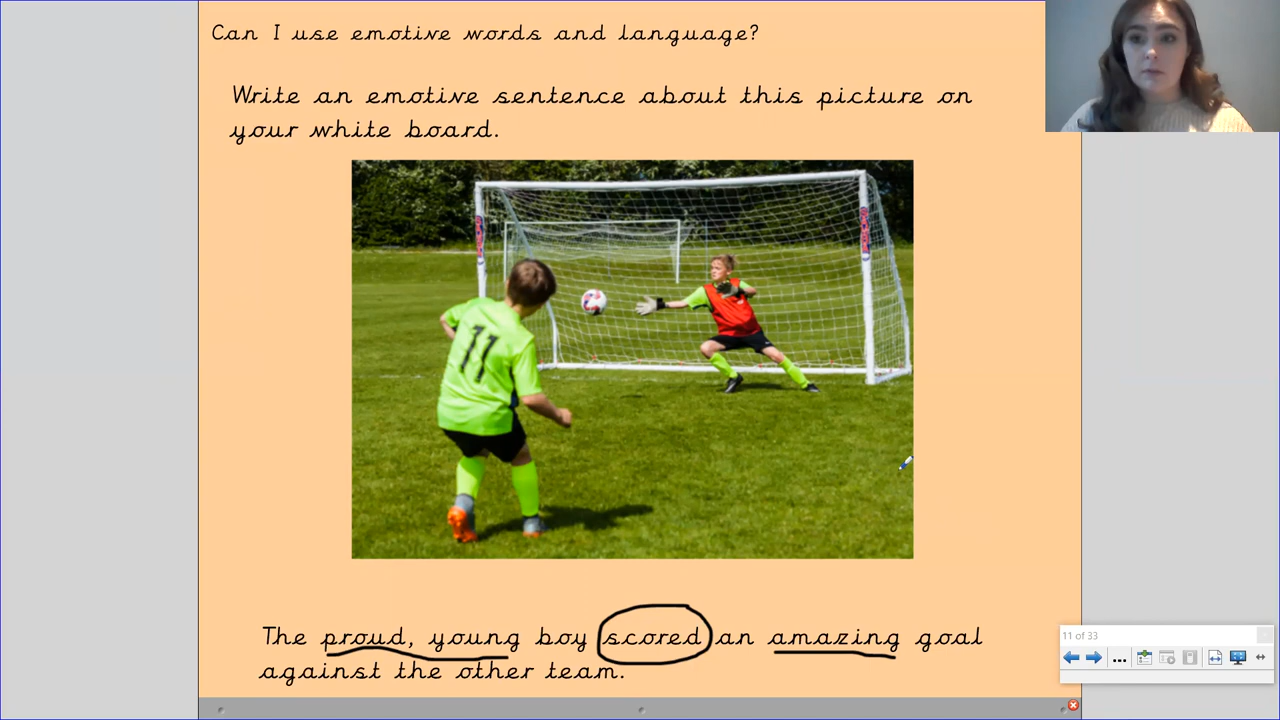 Can I use emotive words and language?
Write an emotive sentence about this picture on
your white board.
11
The proud, young boy scored an amazing goal
against the other team.
11 of 33